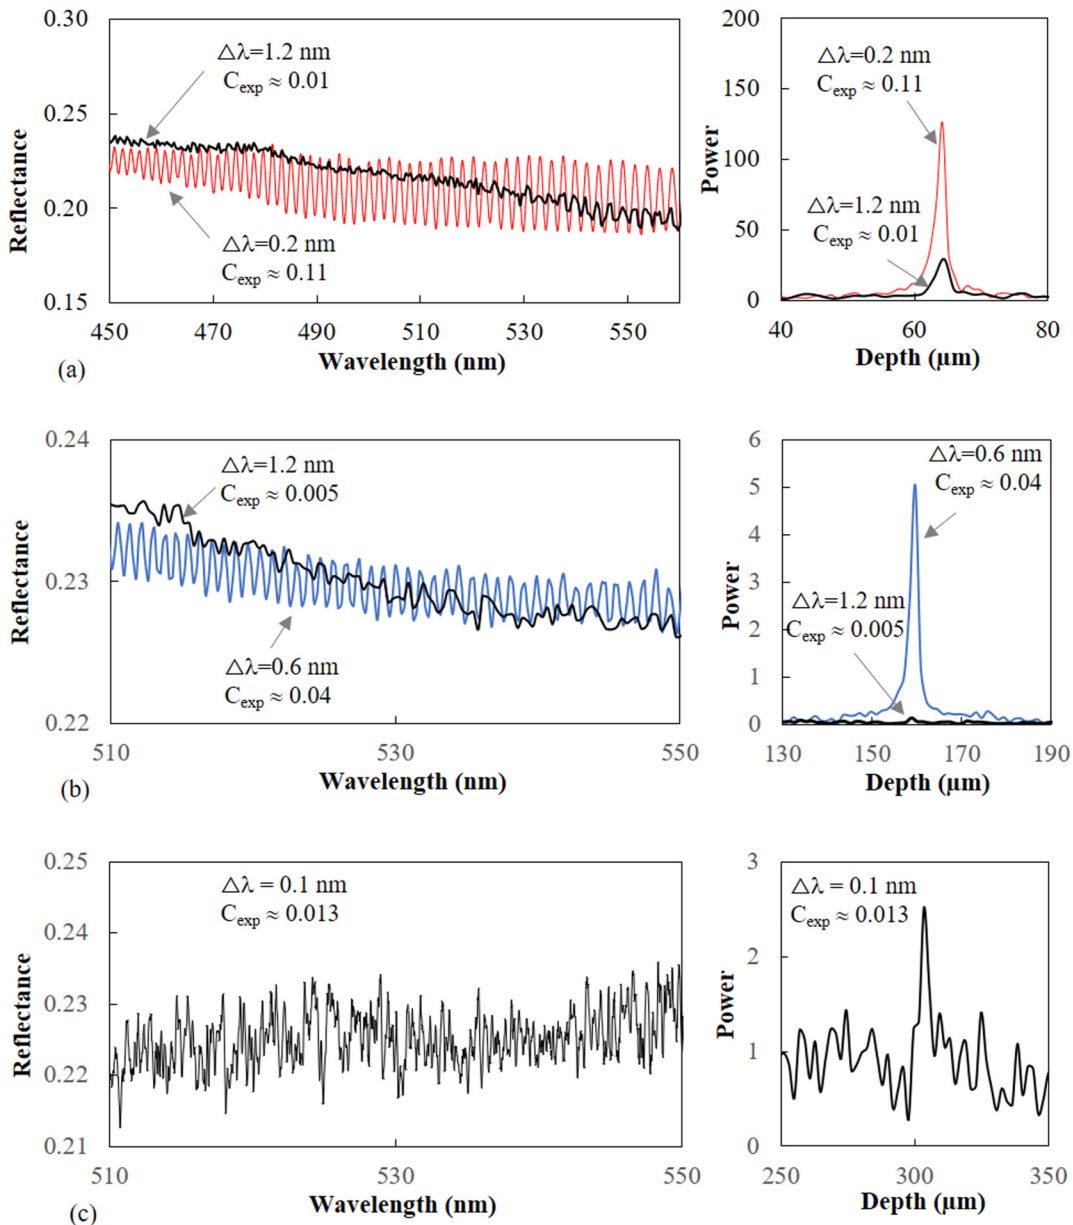 0.30
0.25
0.20
0.15
Reflectance
△λ=1.2 nm
Cexp ≈ 0.01
△λ=0.2 nm
Cexp ≈ 0.11
450 470 490 510 530 550
Wavelength (nm)
(a)
200
150
100
50
0
Power
△λ=0.2 nm
Cexp ≈ 0.11
△λ=1.2 nm
Cexp ≈ 0.01
40 60 80
Depth (μm)
0.24
0.23
0.22
Reflectance
△λ=1.2 nm
Cexp ≈ 0.005
△λ=0.6 nm
Cexp ≈ 0.04
510 530 550
Wavelength (nm)
(b)
6
5
4
3
2
1
0
Power
△λ=0.6 nm
Cexp ≈ 0.04
△λ=1.2 nm
Cexp ≈ 0.005
130 150 170 190
Depth (μm)
0.25
0.24
0.23
0.22
0.21
Reflectance
△λ = 0.1 nm
Cexp ≈ 0.013
510 530 550
Wavelength (nm)
(c)
3
2
1
0
Power
△λ = 0.1 nm
Cexp ≈ 0.013
250 300 350
Depth (μm)